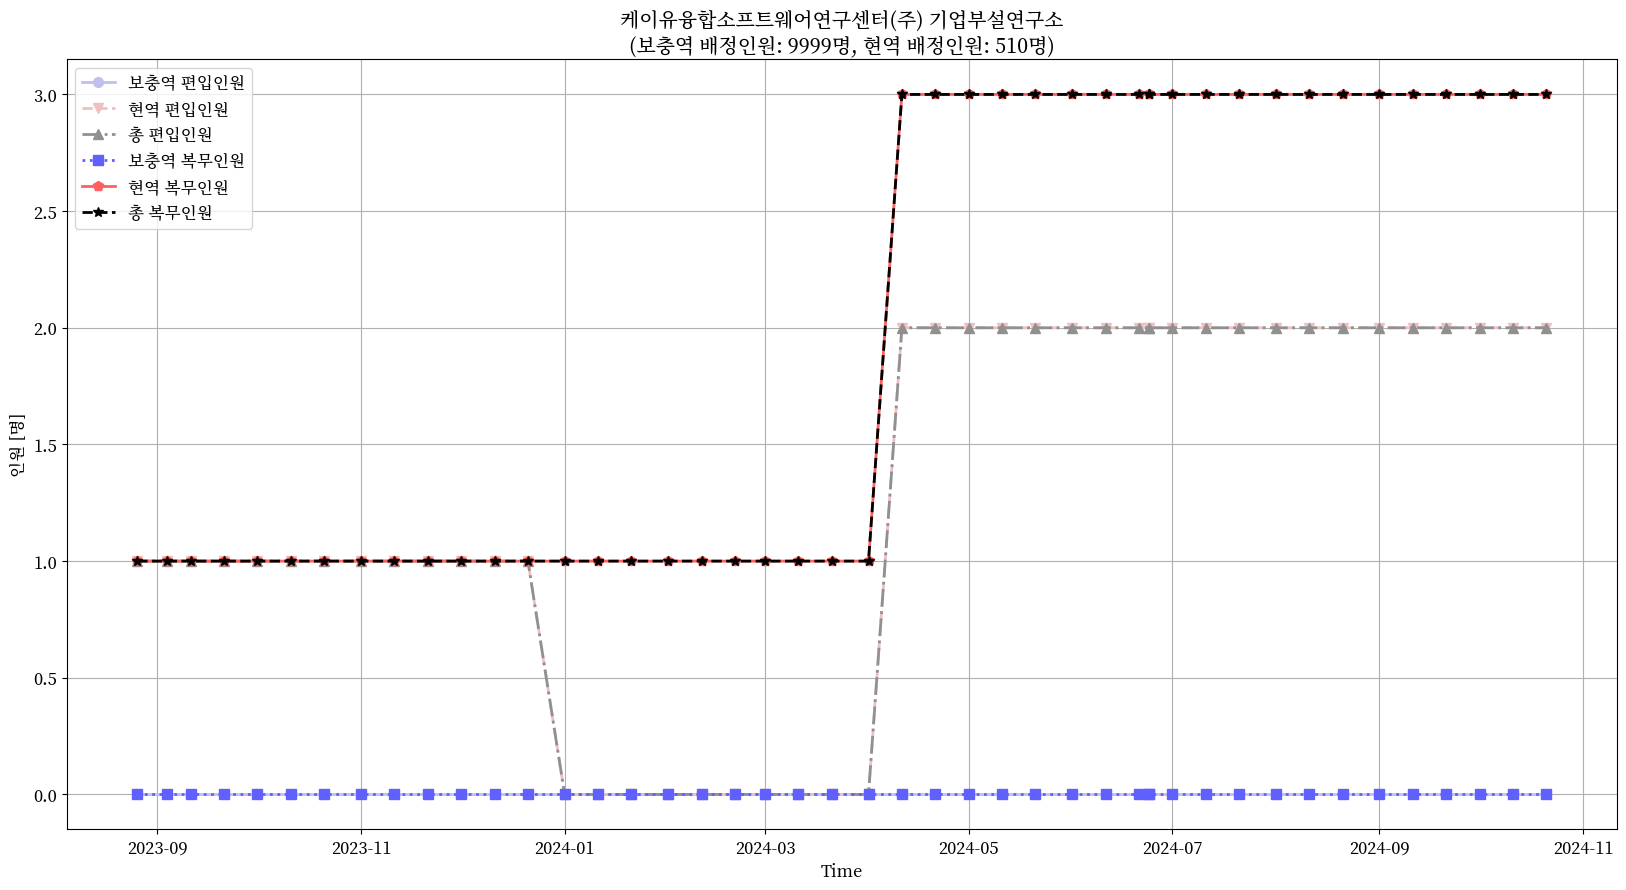 케이유융합소프트웨어연구센터(주) 기업부설연구소
(보충역 배정인원: 9999명, 현역 배정인원: 510명)
보충역 편입인원
현역 편입인원
총 편입인원
보충역 복무인원
현역 복무인원
총 복무인원
인원 [명]
3.0
2.5
2.0
1.5
1.0
0.5
0.0
2023-09
2023-11
2024-01
2024-03
2024-05
2024-07
2024-09
2024-11
Time